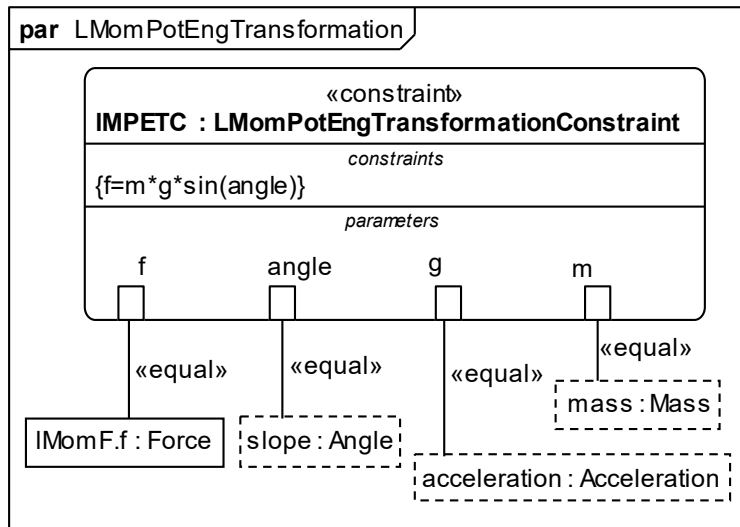 par LMomPotEngTransformation
«constraint»
lMPETC : LMomPotEngTransformationConstraint
constraints
{f=m*g*sin(angle)}
parameters
f angle g m
«equal» «equal» «equal» «equal»
lMomF.f : Force
slope : Angle
mass : Mass
acceleration : Acceleration